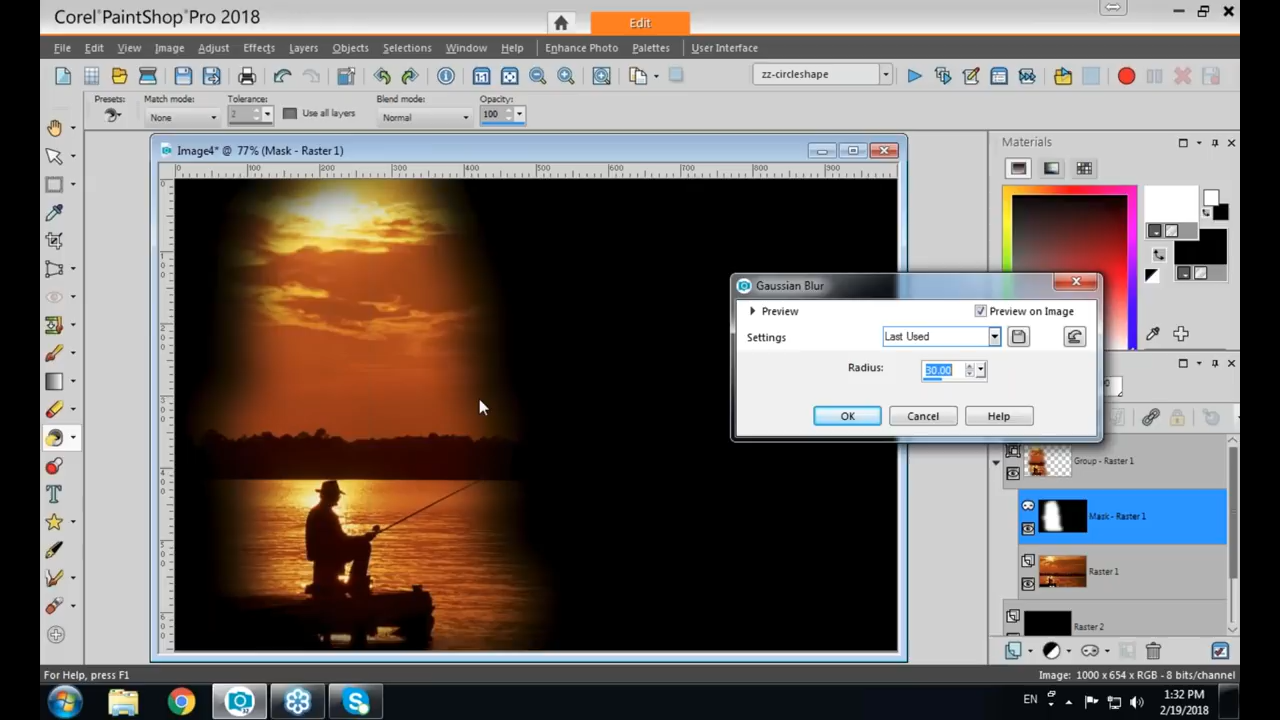 Corel PaintShop Pro 2018
Edit
File Edit View Image Adjust Effects Layers Objects Selections Window Help Enhance Photo Palettes User Interface
zz-circleshape
Presets: Match mode: Tolerance: Blend mode: Opacity:
None 2 Use all layers Normal 100
Image4* @ 77% (Mask - Raster 1)
Materials
Gaussian Blur
Preview Preview on Image
Settings Last Used
Radius: 30.00
OK Cancel Help
Group - Raster 1
Mask - Raster 1
Raster 1
Raster 2
For Help, press F1
Image: 1000 x 654 x RGB - 8 bits/channel
EN
1:32 PM
2/19/2018